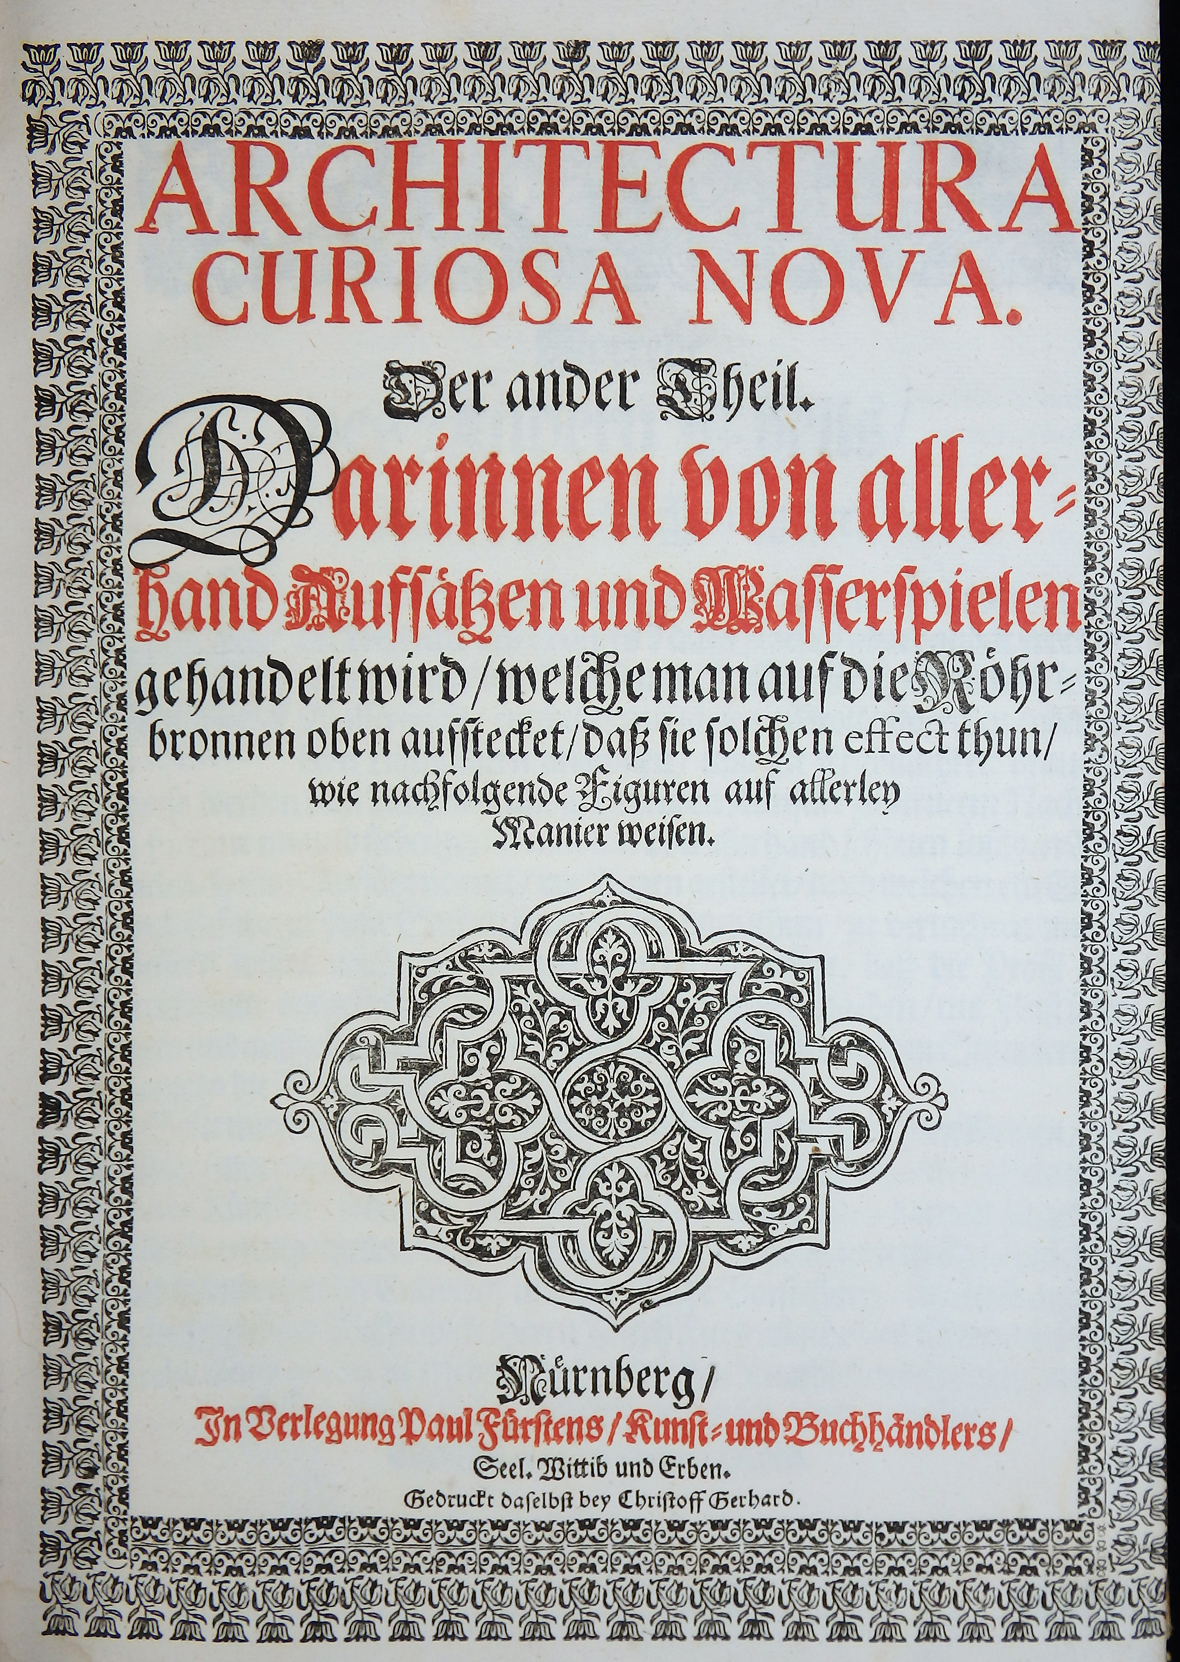 ARCHITECTURA
CURIOSA NOVA.
Der ander Theil.
Darinnen von aller-
hand Aufsätzen und Wasserspielen
gehandelt wird / welche man auf die Röhr-
bronnen oben aufstecket / daß sie solchen effect thun /
wie nachfolgende Figuren auf allerley
Manier weisen.
Nürnberg /
In Verlegung Paul Fürstens / Kunst- und Buchhändlers /
Seel. Wittib und Erben.
Gedruckt daselbst bey Christoff Gerhard.